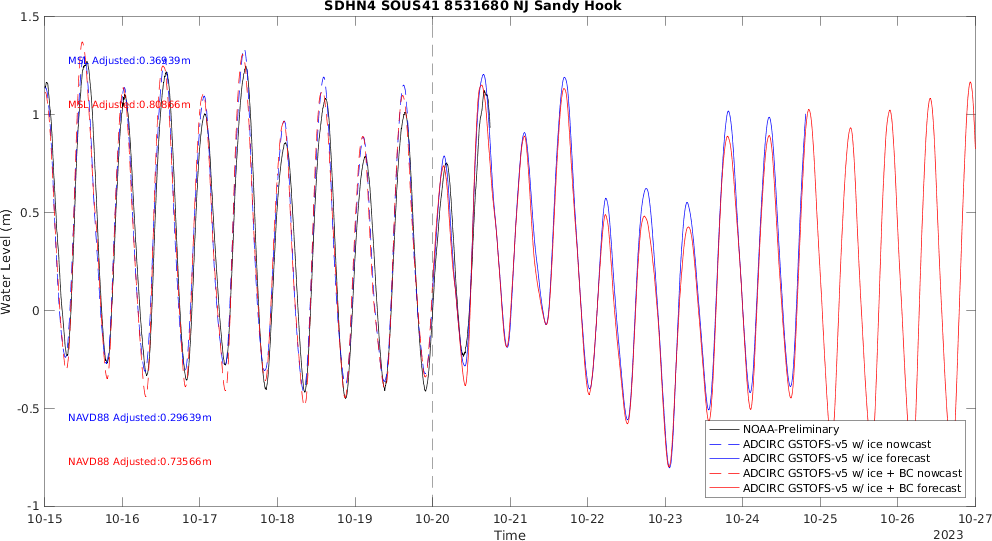 SDHN4 SOUS41 8531680 NJ Sandy Hook
1.5
1
0.5
0
-0.5
-1
Water Level (m)
MSL Adjusted:0.36939m
MSL Adjusted:0.80866m
NAVD88 Adjusted:0.29639m
NAVD88 Adjusted:0.73566m
NOAA-Preliminary
ADCIRC GSTOFS-v5 w/ ice nowcast
ADCIRC GSTOFS-v5 w/ ice forecast
ADCIRC GSTOFS-v5 w/ ice + BC nowcast
ADCIRC GSTOFS-v5 w/ ice + BC forecast
10-15 10-16 10-17 10-18 10-19 10-20 10-21 10-22 10-23 10-24 10-25 10-26 10-27
Time
2023